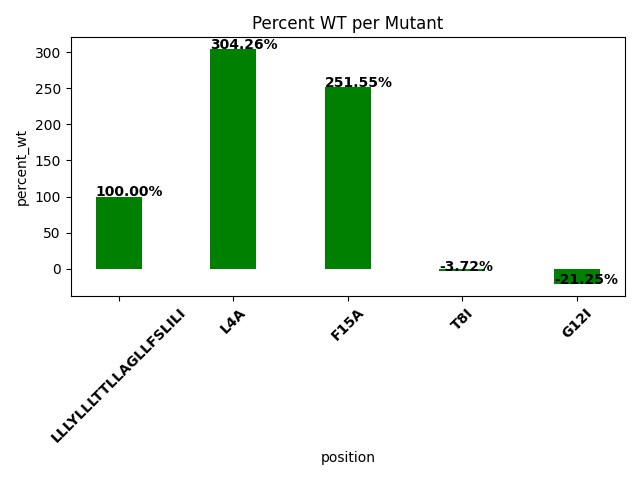 Percent WT per Mutant
percent_wt
300
250
200
150
100
50
0
100.00%
304.26%
251.55%
-3.72%
-21.25%
LLLYLLLTTLLAGLLFSLILI
L4A
F15A
T8I
G12I
position